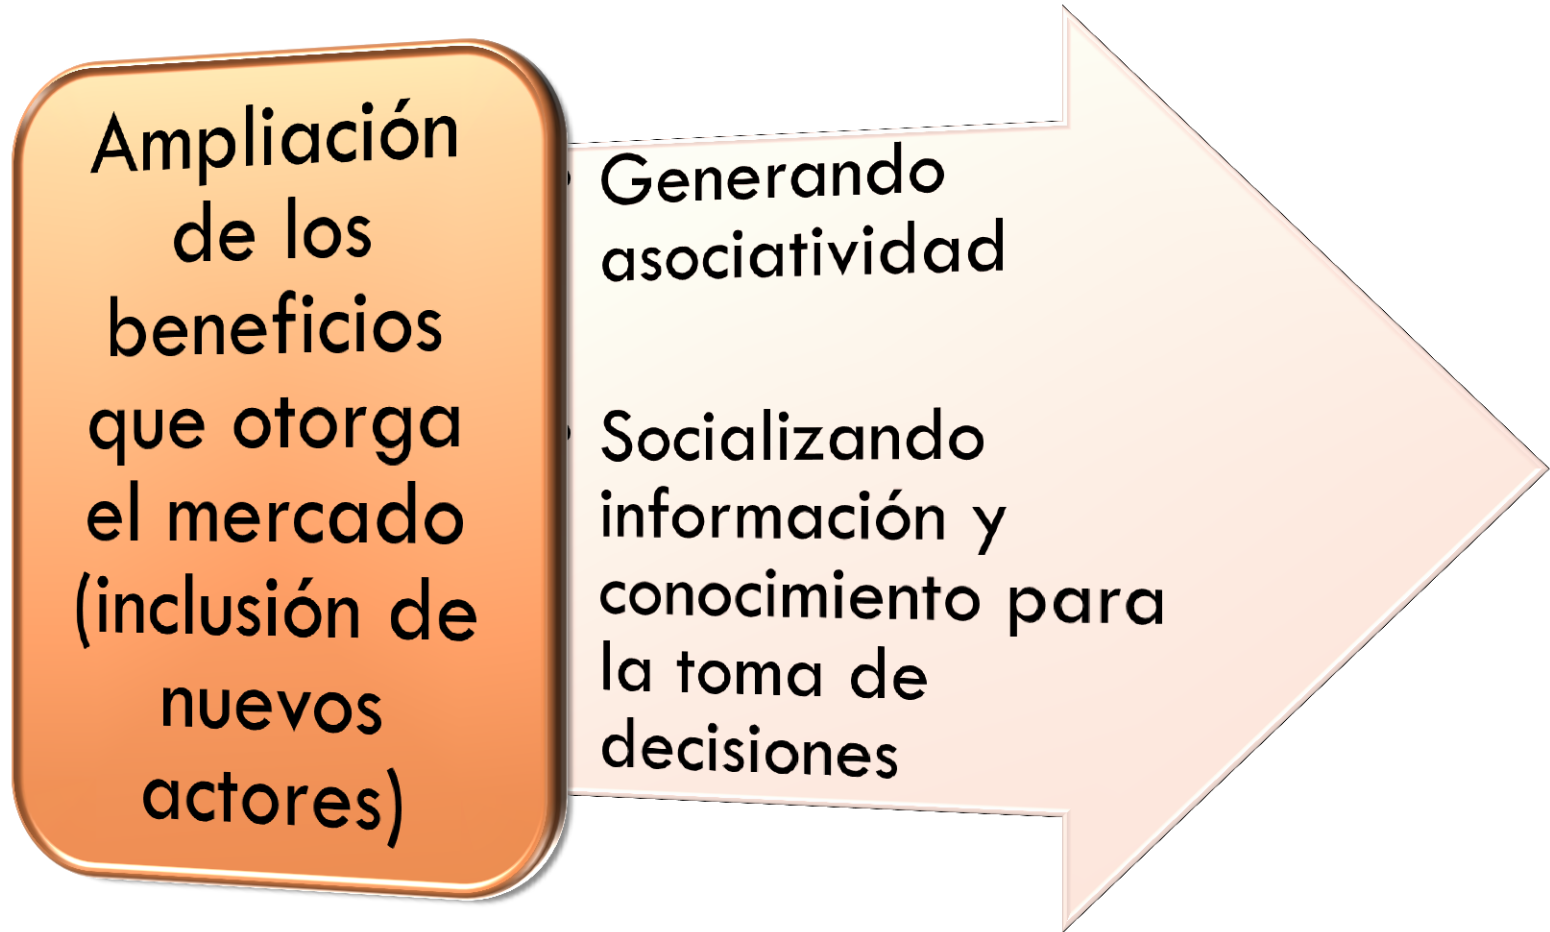 Ampliación
de los
beneficios
que otorga
el mercado
(inclusión de
nuevos
actores)
• Generando
asociatividad
• Socializando
información y
conocimiento para
la toma de
decisiones